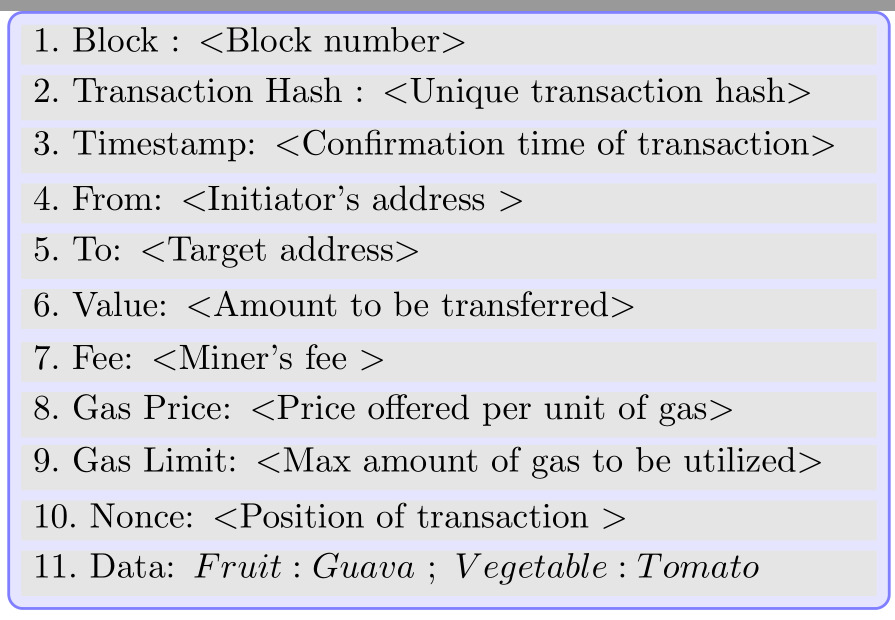 1. Block : <Block number>
2. Transaction Hash : <Unique transaction hash>
3. Timestamp: <Confirmation time of transaction>
4. From: <Initiator's address >
5. To: <Target address>
6. Value: <Amount to be transferred>
7. Fee: <Miner's fee >
8. Gas Price: <Price offered per unit of gas>
9. Gas Limit: <Max amount of gas to be utilized>
10. Nonce: <Position of transaction >
11. Data: Fruit : Guava ; Vegetable : Tomato